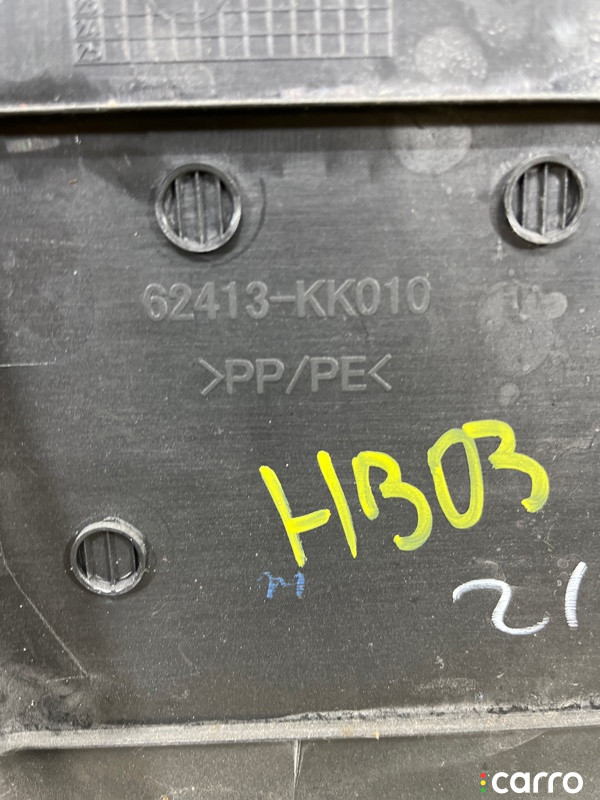 62413-KK010
>PP/PE<
HB03
21
carro